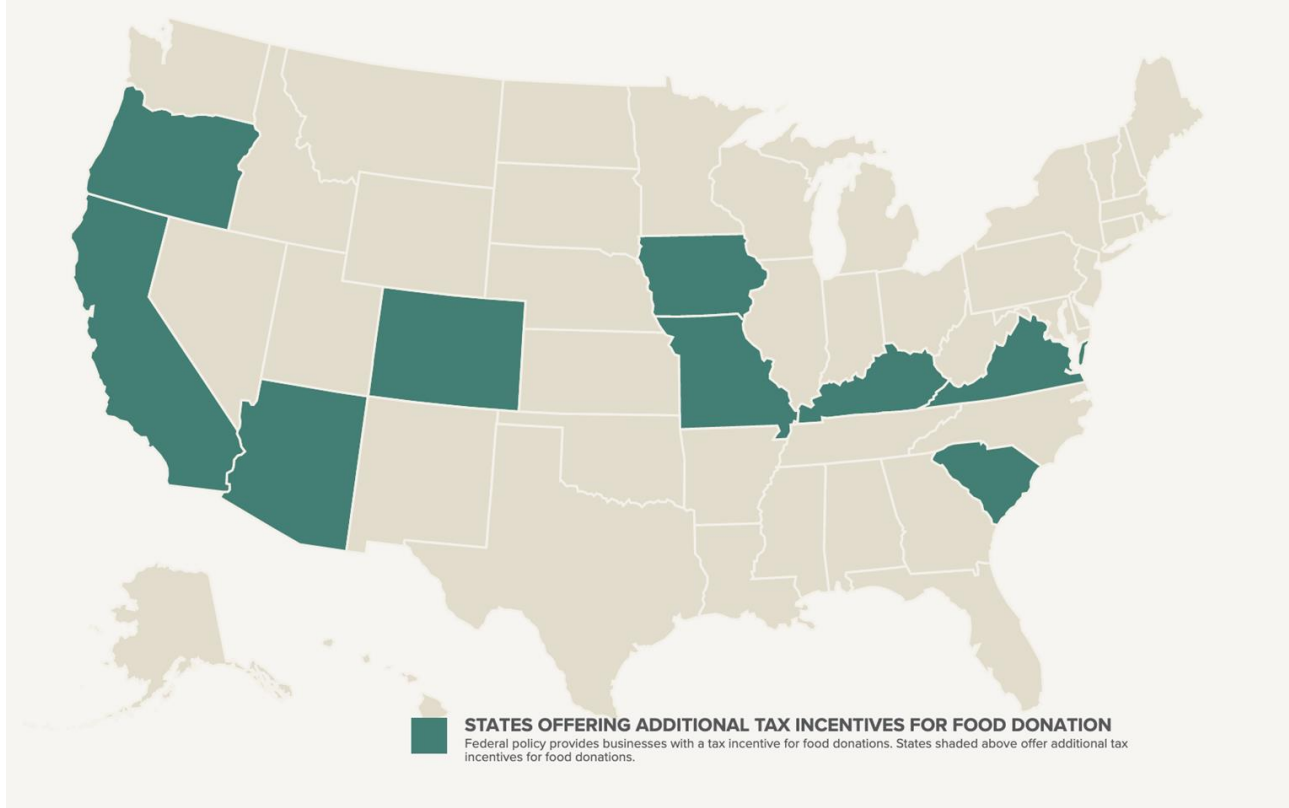 STATES OFFERING ADDITIONAL TAX INCENTIVES FOR FOOD DONATION
Federal policy provides businesses with a tax incentive for food donations. States shaded above offer additional tax
incentives for food donations.